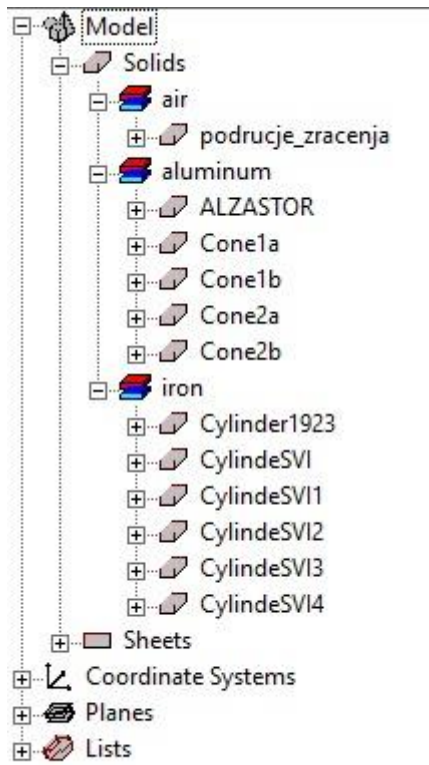 Model
Solids
air
podrucje_zracenja
aluminum
ALZASTOR
Cone1a
Cone1b
Cone2a
Cone2b
iron
Cylinder1923
CylindeSVI
CylindeSVI1
CylindeSVI2
CylindeSVI3
CylindeSVI4
Sheets
Coordinate Systems
Planes
Lists